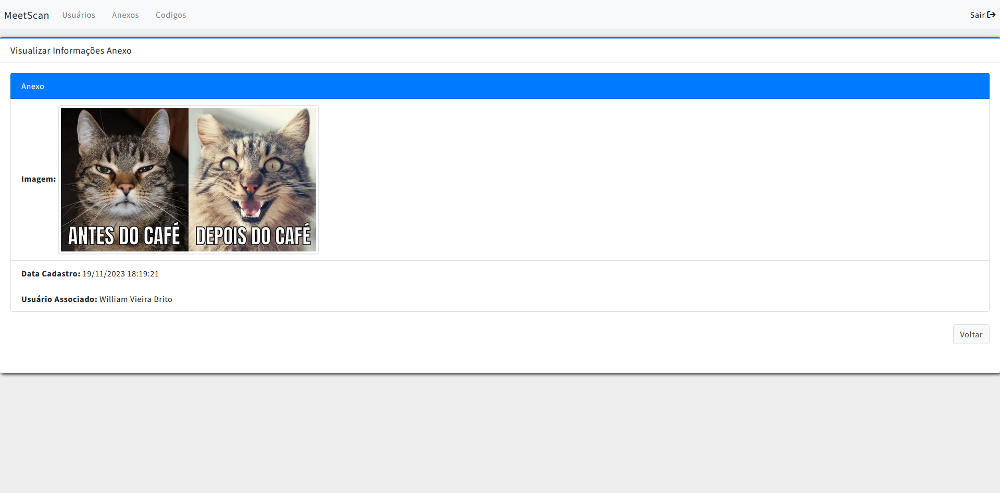 MeetScan Usuários Anexos Codigos Sair
Visualizar Informações Anexo
Anexo
Imagem:
ANTES DO CAFÉ DEPOIS DO CAFÉ
Data Cadastro: 19/11/2023 18:19:21
Usuário Associado: William Vieira Brito
Voltar